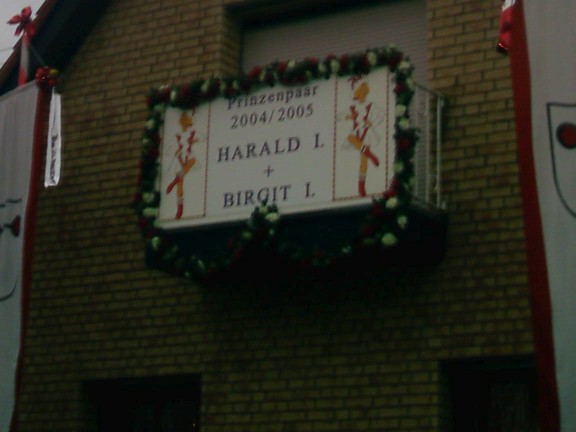 Prinzenpaar
2004/2005
HARALD I.
+
BIRGIT I.